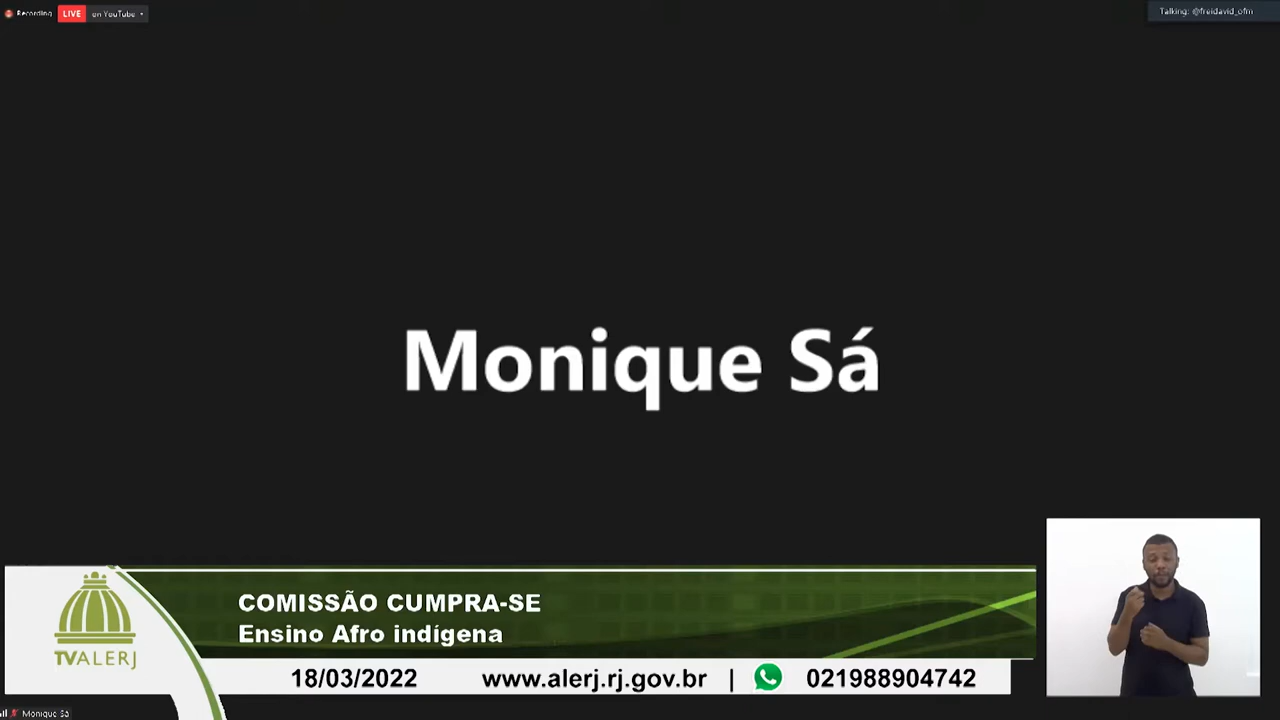 Recording
LIVE on YouTube
Talking: @freidavid_ofm
Monique Sá
COMISSÃO CUMPRA-SE
Ensino Afro indígena
TVALERJ
18/03/2022 www.alerj.rj.gov.br | 021988904742
Monique Sá